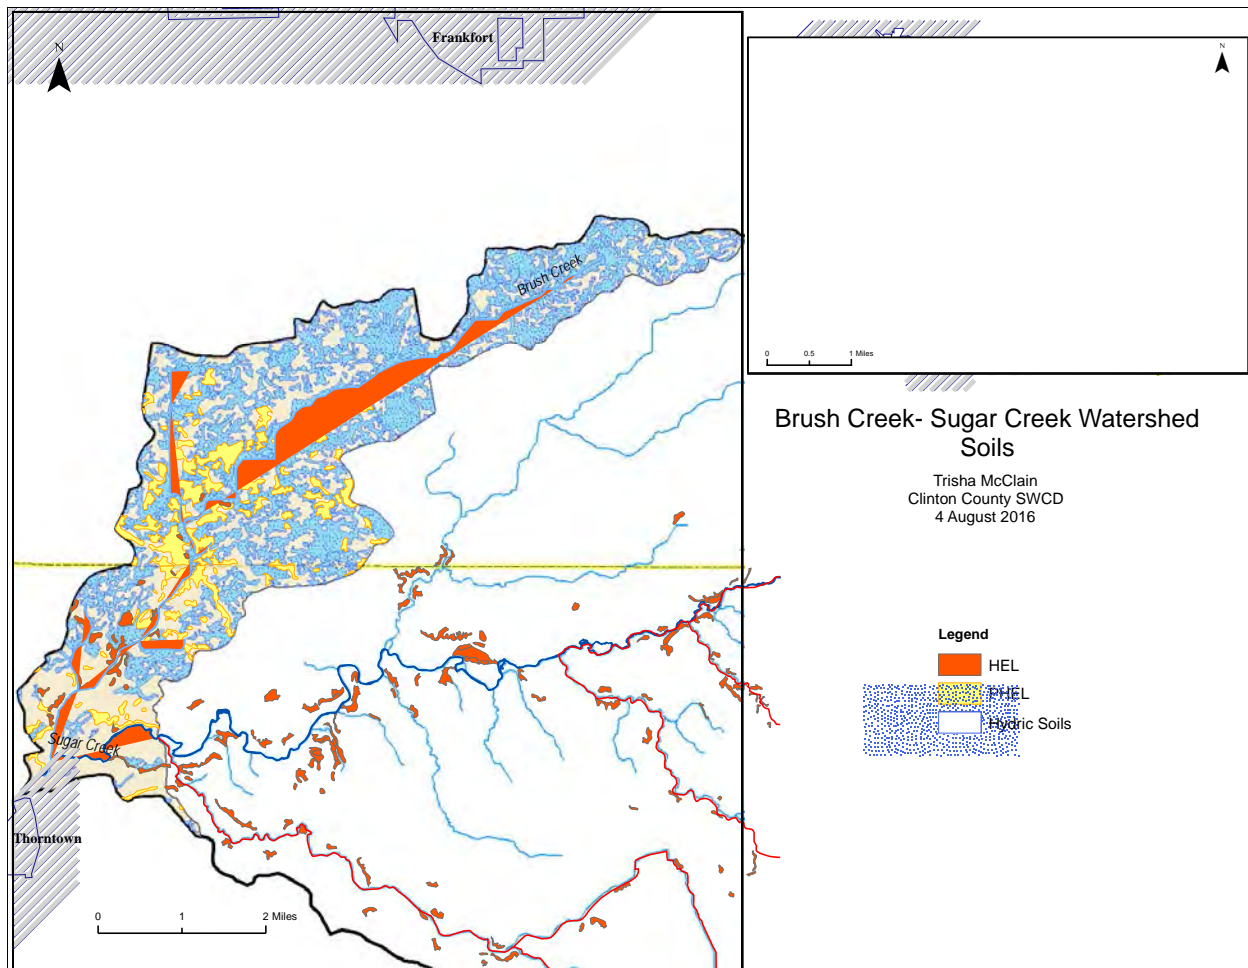 Frankfort
N
N
Brush Creek
0 0.5 1 Miles
Brush Creek- Sugar Creek Watershed
Soils
Trisha McClain
Clinton County SWCD
4 August 2016
Legend
HEL
PHEL
Hydric Soils
Sugar Creek
Thorntown
0 1 2 Miles